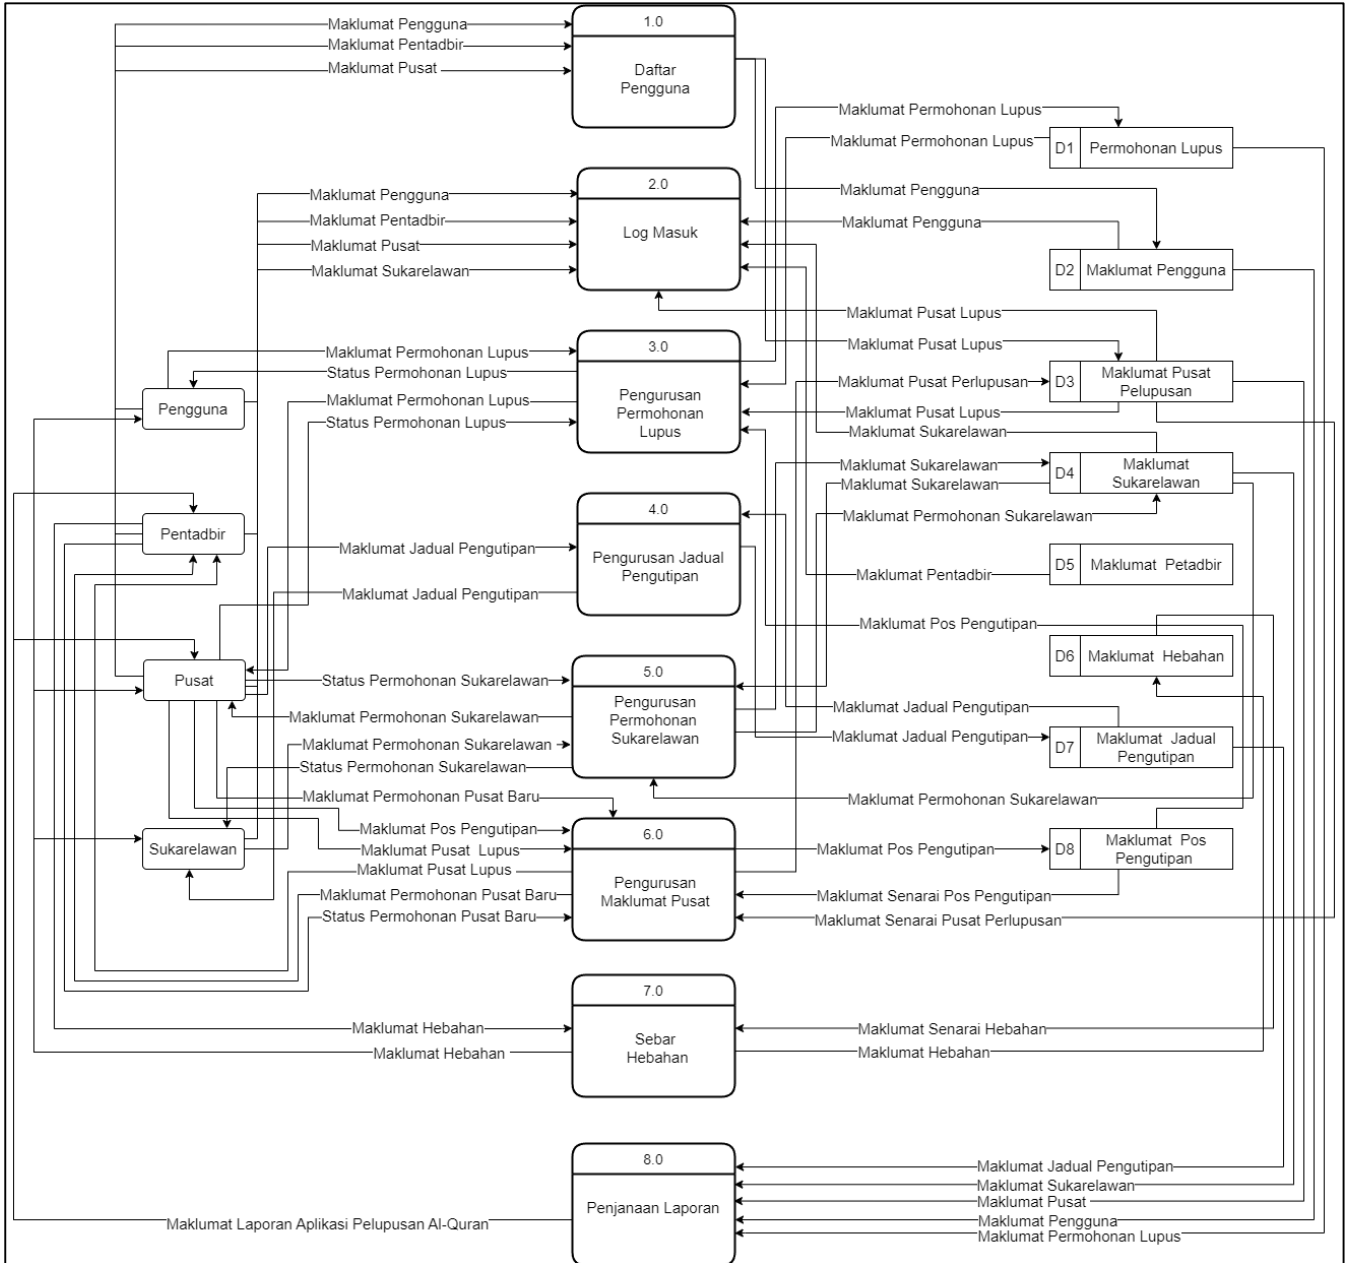 Maklumat Pengguna
Maklumat Pentadbir
Maklumat Pusat
1.0
Daftar
Pengguna
Maklumat Permohonan Lupus
Maklumat Permohonan Lupus
D1
Permohonan Lupus
Maklumat Pengguna
Maklumat Pentadbir
Maklumat Pusat
Maklumat Sukarelawan
2.0
Log Masuk
Maklumat Pengguna
Maklumat Pengguna
D2
Maklumat Pengguna
Maklumat Pusat Lupus
Maklumat Pusat Lupus
Maklumat Permohonan Lupus
Status Permohonan Lupus
Maklumat Permohonan Lupus
Status Permohonan Lupus
Pengguna
3.0
Pengurusan
Permohonan
Lupus
Maklumat Pusat Perlupusan
Maklumat Pusat Lupus
D3
Maklumat Pusat
Pelupusan
Maklumat Sukarelawan
Maklumat Sukarelawan
Maklumat Sukarelawan
Maklumat Permohonan Sukarelawan
D4
Maklumat
Sukarelawan
Pentadbir
Maklumat Jadual Pengutipan
Maklumat Jadual Pengutipan
4.0
Pengurusan Jadual
Pengutipan
Maklumat Pentadbir
D5
Maklumat Petadbir
Maklumat Pos Pengutipan
D6
Maklumat Hebahan
Pusat
Status Permohonan Sukarelawan
Maklumat Permohonan Sukarelawan
Maklumat Permohonan Sukarelawan
Status Permohonan Sukarelawan
5.0
Pengurusan
Permohonan
Sukarelawan
Maklumat Jadual Pengutipan
Maklumat Jadual Pengutipan
D7
Maklumat Jadual
Pengutipan
Maklumat Permohonan Pusat Baru
Maklumat Permohonan Sukarelawan
Sukarelawan
Maklumat Pos Pengutipan
Maklumat Pusat Lupus
Maklumat Pusat Lupus
Maklumat Permohonan Pusat Baru
Status Permohonan Pusat Baru
6.0
Pengurusan
Maklumat Pusat
Maklumat Pos Pengutipan
D8
Maklumat Pos
Pengutipan
Maklumat Senarai Pos Pengutipan
Maklumat Senarai Pusat Perlupusan
7.0
Sebar
Hebahan
Maklumat Hebahan
Maklumat Hebahan
Maklumat Senarai Hebahan
Maklumat Hebahan
8.0
Penjanaan Laporan
Maklumat Laporan Aplikasi Pelupusan Al-Quran
Maklumat Jadual Pengutipan
Maklumat Sukarelawan
Maklumat Pusat
Maklumat Pengguna
Maklumat Permohonan Lupus